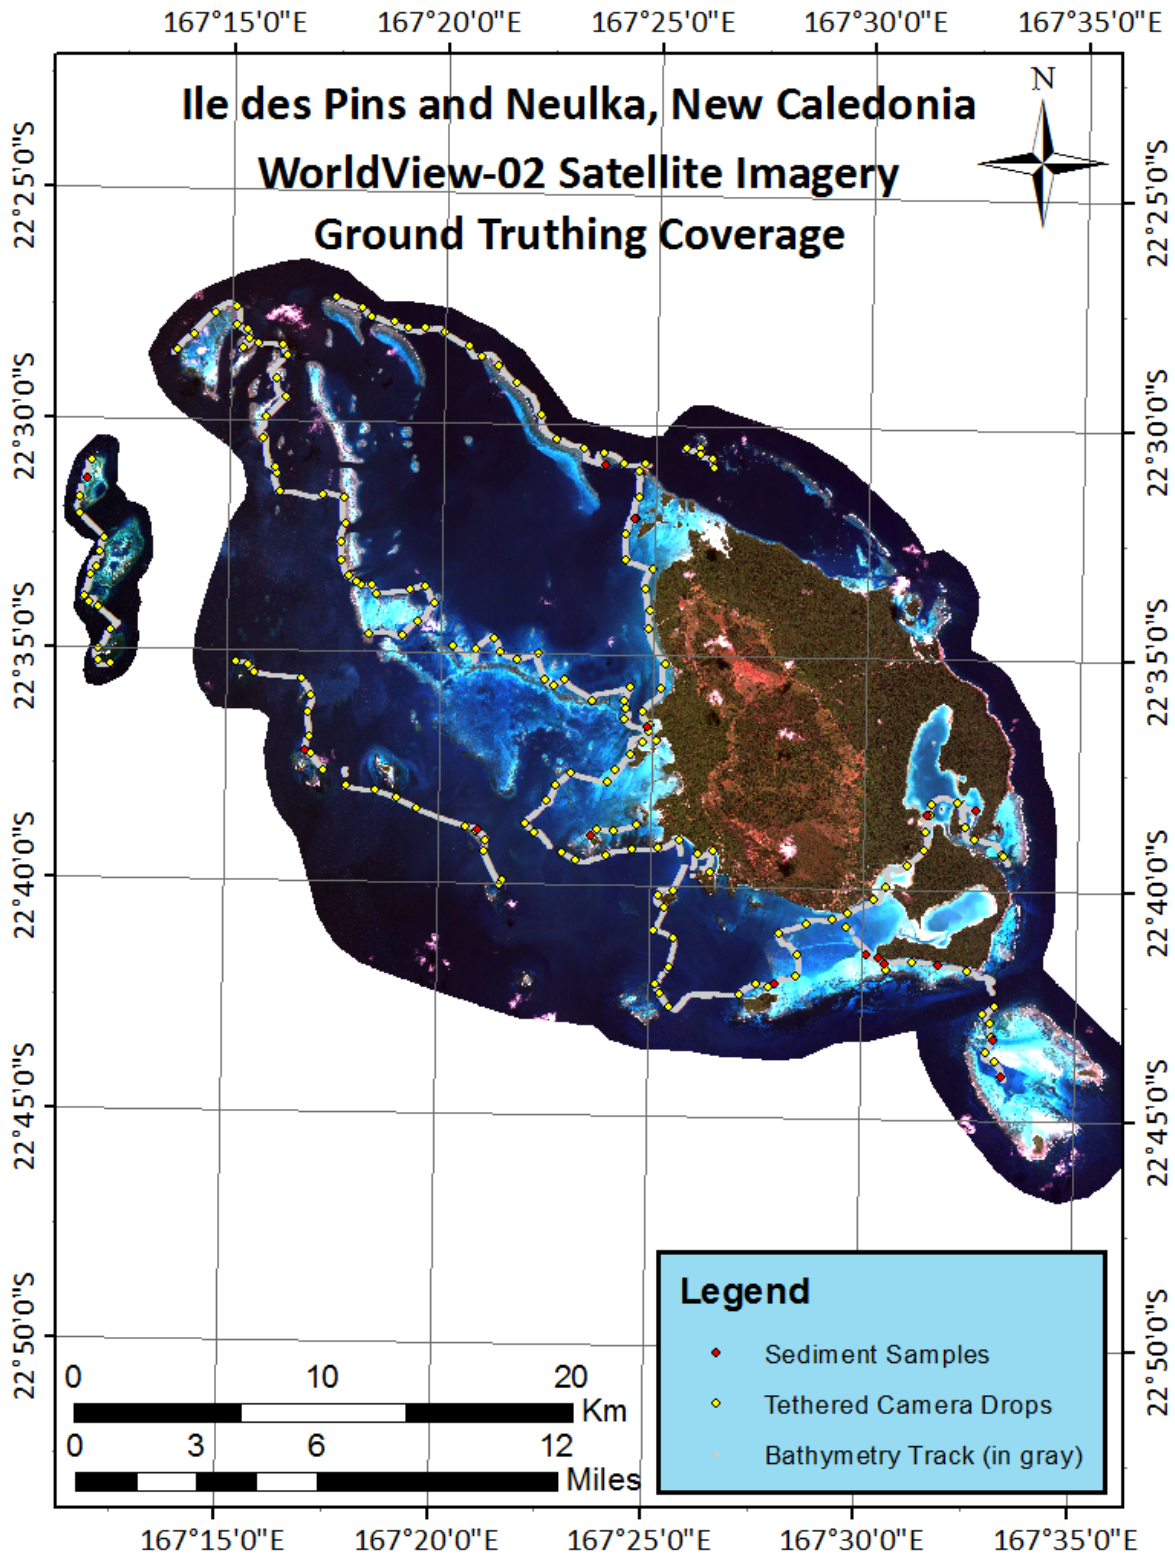 167°15'0"E 167°20'0"E 167°25'0"E 167°30'0"E 167°35'0"E
N
Ile des Pins and Neulka, New Caledonia
WorldView-02 Satellite Imagery
Ground Truthing Coverage
22°25'0"S 22°25'0"S
22°30'0"S 22°30'0"S
22°35'0"S 22°35'0"S
22°40'0"S 22°40'0"S
22°45'0"S 22°45'0"S
22°50'0"S 22°50'0"S
Legend
Sediment Samples
Tethered Camera Drops
Bathymetry Track (in gray)
0 10 20
Km
0 3 6 12
Miles
167°15'0"E 167°20'0"E 167°25'0"E 167°30'0"E 167°35'0"E